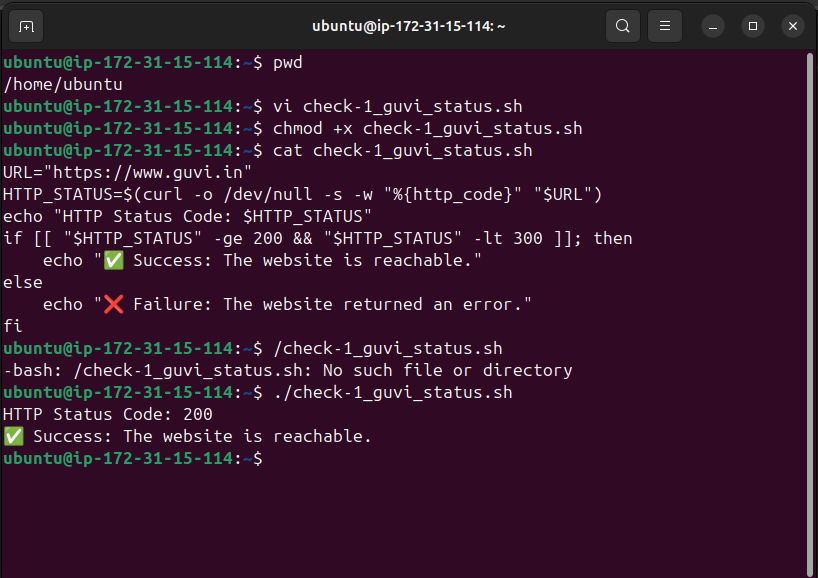 ubuntu@ip-172-31-15-114: ~
ubuntu@ip-172-31-15-114:~$ pwd
/home/ubuntu
ubuntu@ip-172-31-15-114:~$ vi check-1_guvi_status.sh
ubuntu@ip-172-31-15-114:~$ chmod +x check-1_guvi_status.sh
ubuntu@ip-172-31-15-114:~$ cat check-1_guvi_status.sh
URL="https://www.guvi.in"
HTTP_STATUS=$(curl -o /dev/null -s -w "%{http_code}" "$URL")
echo "HTTP Status Code: $HTTP_STATUS"
if [[ "$HTTP_STATUS" -ge 200 && "$HTTP_STATUS" -lt 300 ]]; then
    echo "✅ Success: The website is reachable."
else
    echo "❌ Failure: The website returned an error."
fi
ubuntu@ip-172-31-15-114:~$ /check-1_guvi_status.sh
-bash: /check-1_guvi_status.sh: No such file or directory
ubuntu@ip-172-31-15-114:~$ ./check-1_guvi_status.sh
HTTP Status Code: 200
✅ Success: The website is reachable.
ubuntu@ip-172-31-15-114:~$